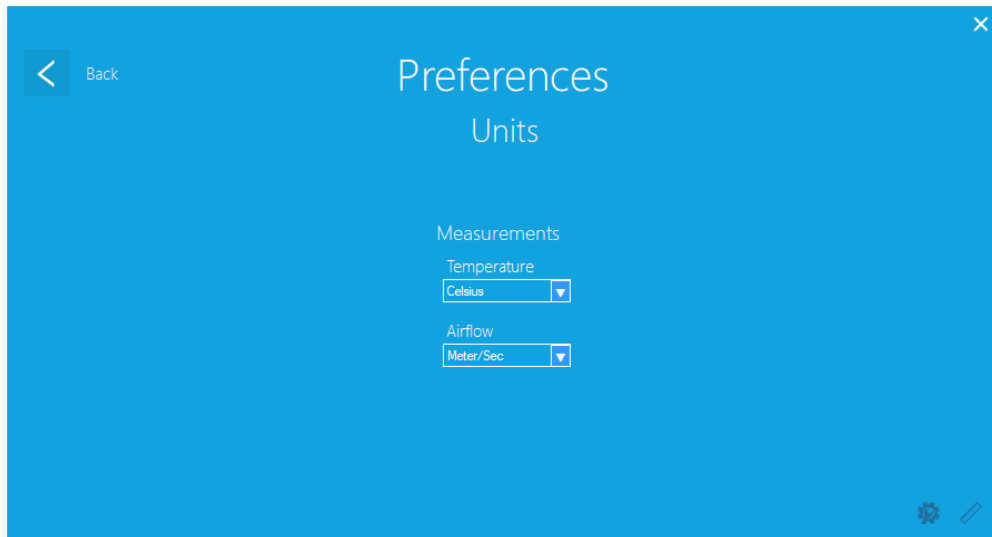 Back
Preferences
Units
Measurements
Temperature
Celsius
Airflow
Meter/Sec